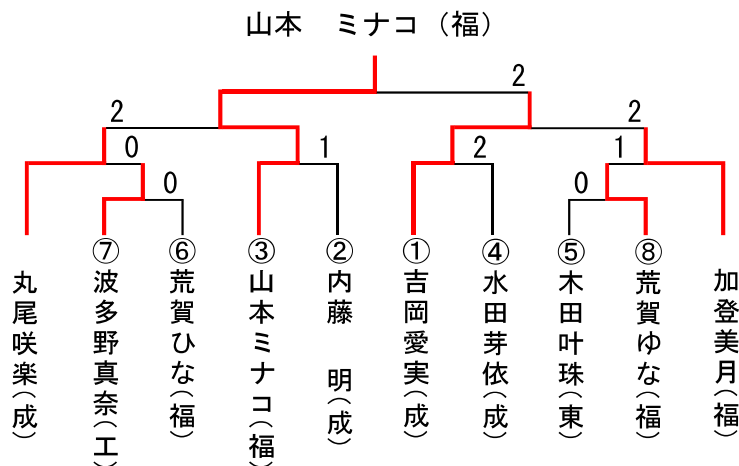 山本　ミナコ（福）
2
2
2
0
1
2
1
0
0
丸尾咲楽（成）
⑦波多野真奈（工）
⑥荒賀ひな（福）
③山本ミナコ（福）
②内藤　明（成）
①吉岡愛実（成）
④水田芽依（成）
⑤木田叶珠（東）
⑧荒賀ゆな（福）
加登美月（福）